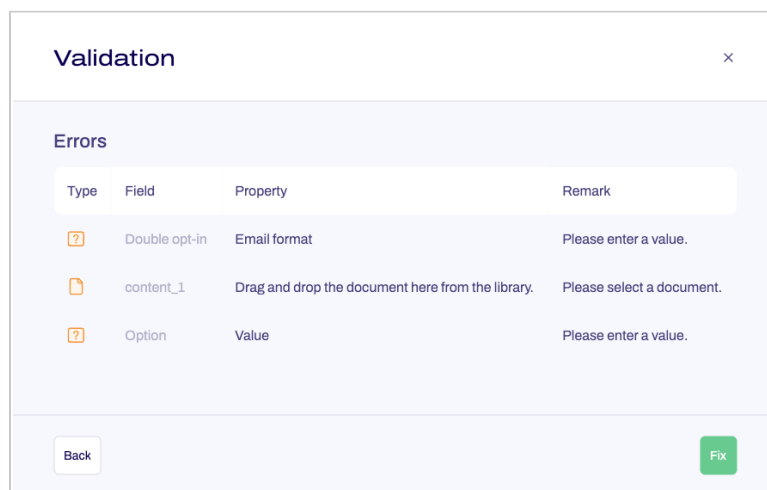 Validation
Errors
Type Field Property Remark
? Double opt-in Email format Please enter a value.
content_1 Drag and drop the document here from the library. Please select a document.
? Option Value Please enter a value.
Back Fix